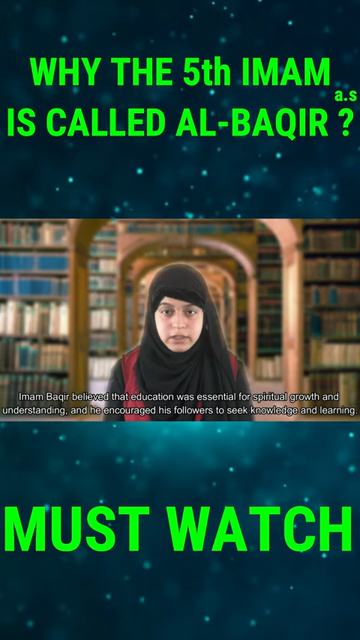 WHY THE 5th IMAM
a.s
IS CALLED AL-BAQIR ?
Imam Baqir believed that education was essential for spiritual growth and
understanding, and he encouraged his followers to seek knowledge and learning.
MUST WATCH